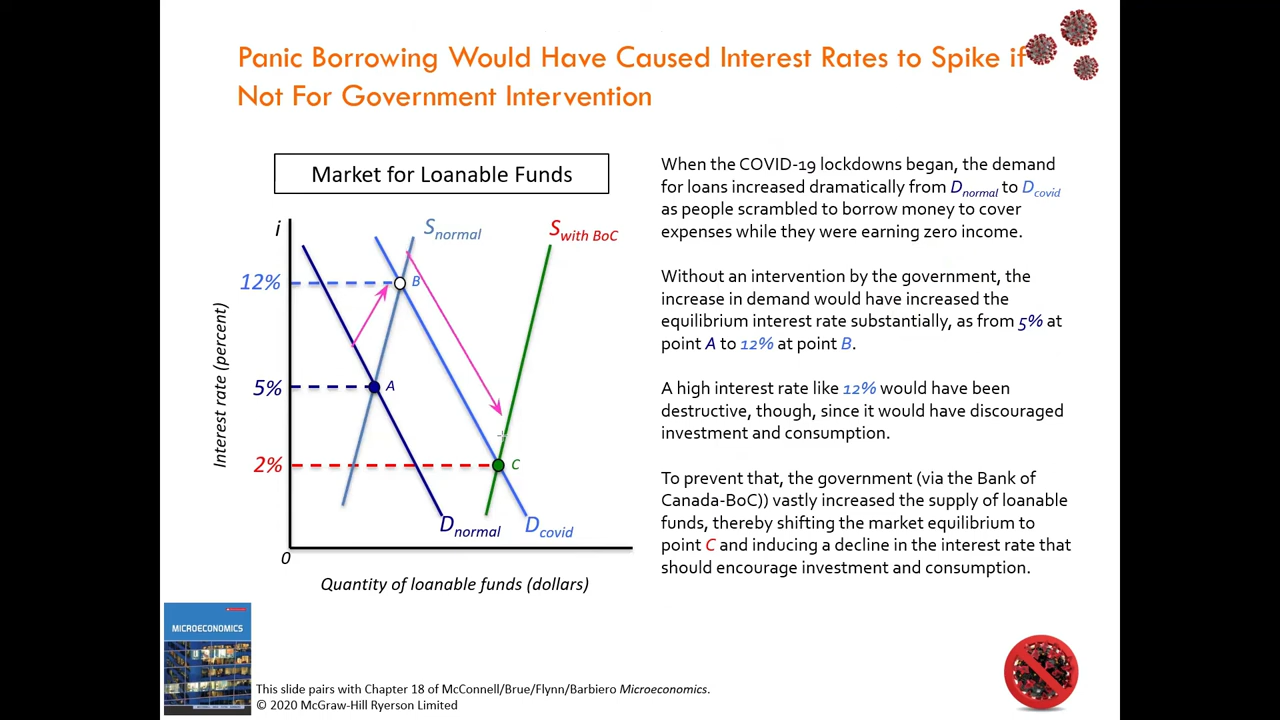 Panic Borrowing Would Have Caused Interest Rates to Spike if
Not For Government Intervention
Market for Loanable Funds
i
S normal
S with BoC
12%
B
5%
A
2%
C
D normal
D covid
0
Interest rate (percent)
Quantity of loanable funds (dollars)
When the COVID-19 lockdowns began, the demand
for loans increased dramatically from D normal to D covid
as people scrambled to borrow money to cover
expenses while they were earning zero income.
Without an intervention by the government, the
increase in demand would have increased the
equilibrium interest rate substantially, as from 5% at
point A to 12% at point B.
A high interest rate like 12% would have been
destructive, though, since it would have discouraged
investment and consumption.
To prevent that, the government (via the Bank of
Canada-BoC)) vastly increased the supply of loanable
funds, thereby shifting the market equilibrium to
point C and inducing a decline in the interest rate that
should encourage investment and consumption.
MICROECONOMICS
This slide pairs with Chapter 18 of McConnell/Brue/Flynn/Barbiero Microeconomics.
© 2020 McGraw-Hill Ryerson Limited